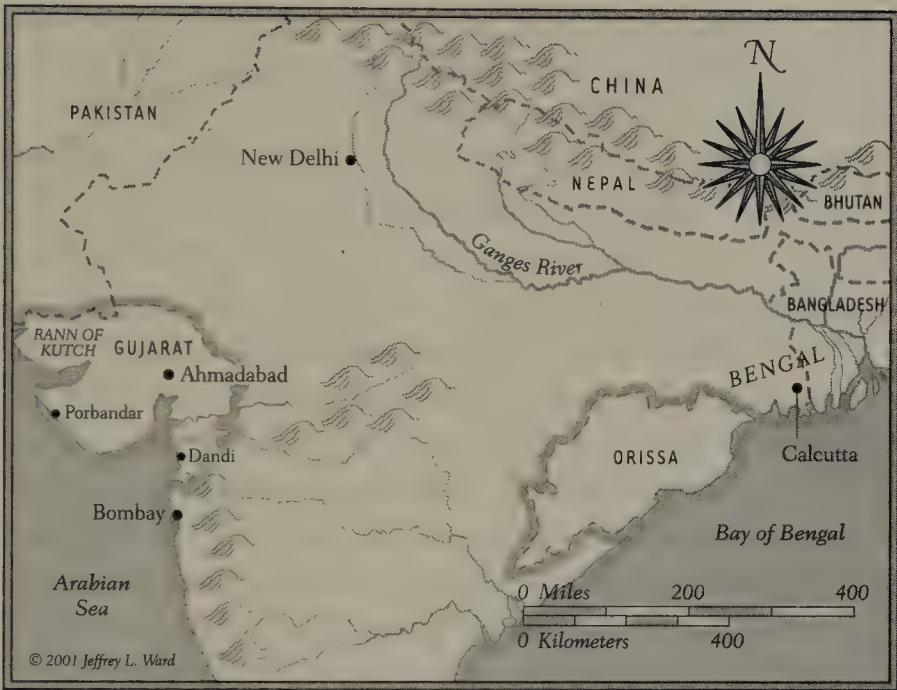 N
CHINA
PAKISTAN
New Delhi
NEPAL
BHUTAN
Ganges River
BANGLADESH
RANN OF
KUTCH
GUJARAT
Ahmadabad
BENGAL
Porbandar
Dandi
ORISSA
Calcutta
Bombay
Bay of Bengal
Arabian
Sea
0 Miles 200 400
0 Kilometers 400
© 2001 Jeffrey L. Ward